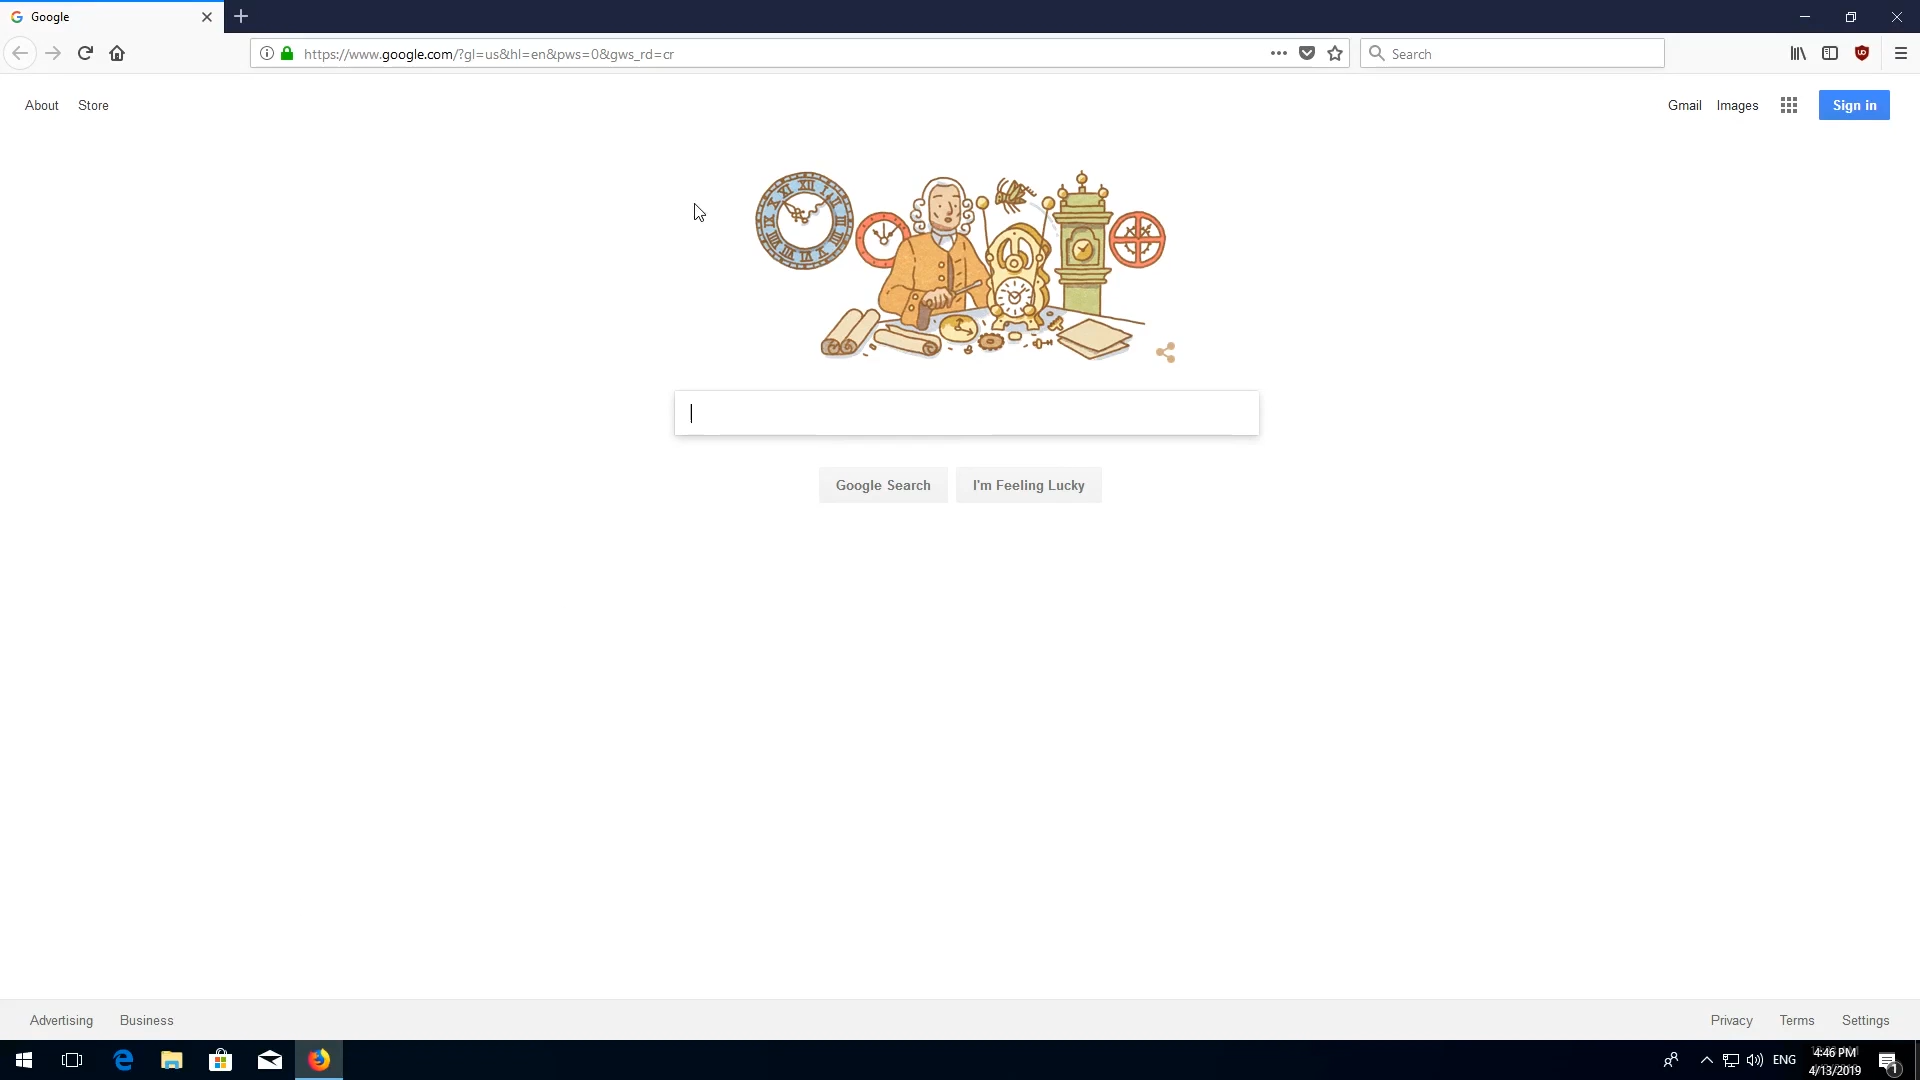 Google
https://www.google.com/?gl=us&hl=en&pws=0&gws_rd=cr
Search
About Store
Gmail Images Sign in
Google Search I'm Feeling Lucky
Advertising Business
Privacy Terms Settings
ENG
4:46 PM
4/13/2019
1